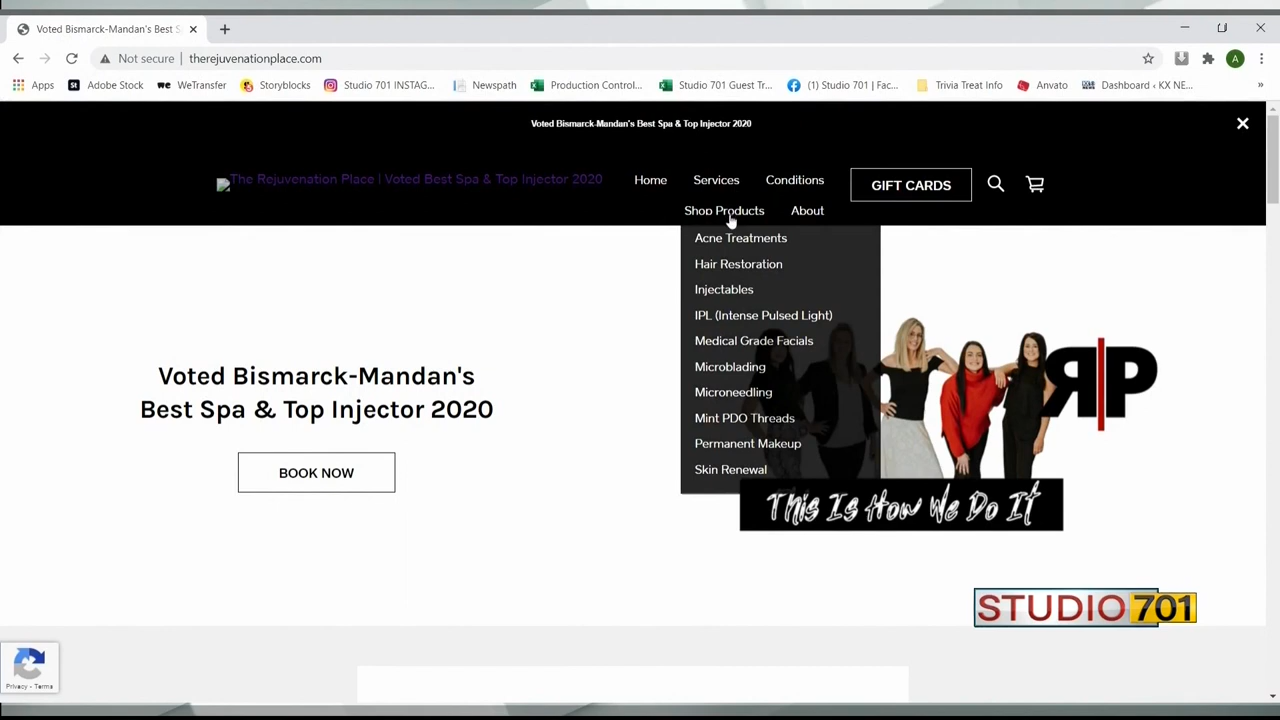 Voted Bismarck-Mandan's Best S
Not secure
therejuvenationplace.com
A
Apps
Adobe Stock
WeTransfer
Storyblocks
Studio 701 INSTAG...
Newspath
Production Control...
Studio 701 Guest Tr...
(1) Studio 701 | Fac...
Trivia Treat Info
Anvato
Dashboard ‹ KX NE...
Voted Bismarck-Mandan's Best Spa & Top Injector 2020
The Rejuvenation Place | Voted Best Spa & Top Injector 2020
Home
Services
Conditions
GIFT CARDS
Shop Products
About
Acne Treatments
Hair Restoration
Injectables
IPL (Intense Pulsed Light)
Medical Grade Facials
Microblading
Microneedling
Mint PDO Threads
Permanent Makeup
Skin Renewal
Voted Bismarck-Mandan's
Best Spa & Top Injector 2020
BOOK NOW
RP
This Is How We Do It
STUDIO 701
Privacy - Terms